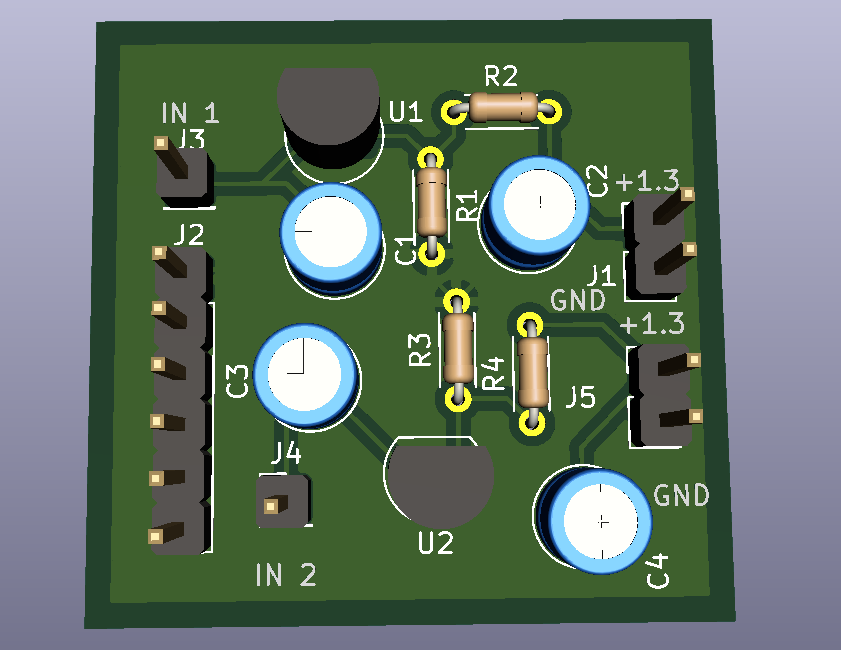 R2
IN 1
U1
J3
C2
+1.3
R1
J2
C1
J1
GND
+1.3
R3
R4
C3
J5
J4
GND
U2
C4
IN 2